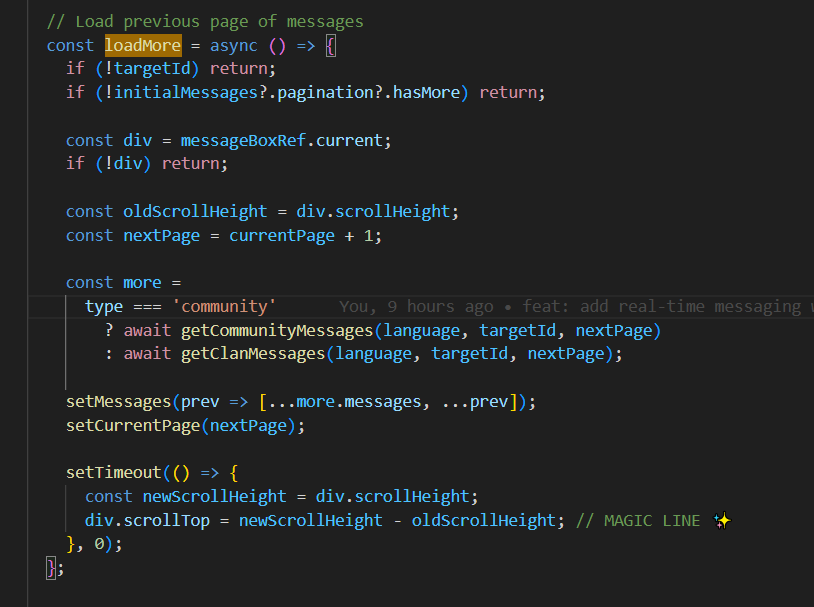 // Load previous page of messages
const loadMore = async () => {
if (!targetId) return;
if (!initialMessages?.pagination?.hasMore) return;
const div = messageBoxRef.current;
if (!div) return;
const oldScrollHeight = div.scrollHeight;
const nextPage = currentPage + 1;
const more =
type === 'community' You, 9 hours ago • feat: add real-time messaging
? await getCommunityMessages(language, targetId, nextPage)
: await getClanMessages(language, targetId, nextPage);
setMessages(prev => [...more.messages, ...prev]);
setCurrentPage(nextPage);
setTimeout(() => {
const newScrollHeight = div.scrollHeight;
div.scrollTop = newScrollHeight - oldScrollHeight; // MAGIC LINE ✨
}, 0);
};